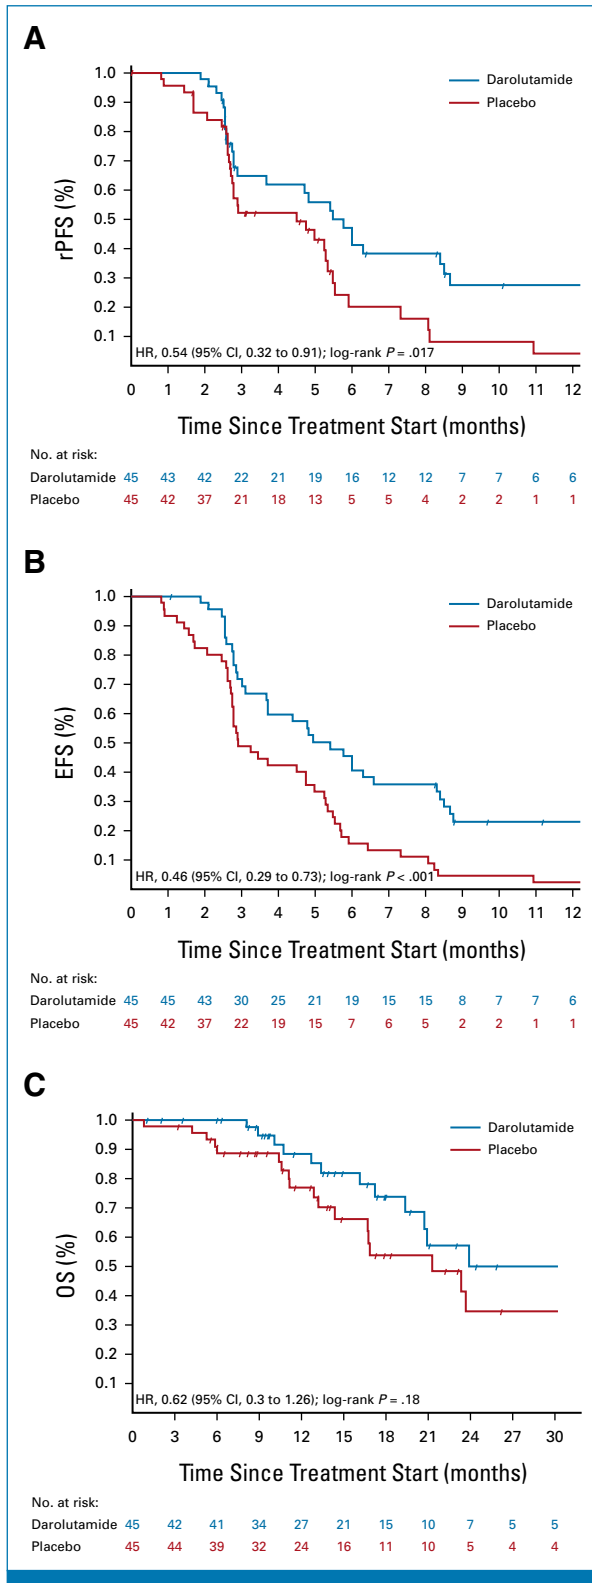 A
1.0
0.9
0.8
0.7
0.6
0.5
0.4
0.3
0.2
0.1
rPFS (%)
Darolutamide
Placebo
HR, 0.54 (95% CI, 0.32 to 0.91); log-rank P = .017
0 1 2 3 4 5 6 7 8 9 10 11 12
Time Since Treatment Start (months)
No. at risk:
Darolutamide 45 43 42 22 21 19 16 12 12 7 7 6 6
Placebo 45 42 37 21 18 13 5 5 4 2 2 1 1
B
1.0
0.9
0.8
0.7
0.6
0.5
0.4
0.3
0.2
0.1
EFS (%)
Darolutamide
Placebo
HR, 0.46 (95% CI, 0.29 to 0.73); log-rank P < .001
0 1 2 3 4 5 6 7 8 9 10 11 12
Time Since Treatment Start (months)
No. at risk:
Darolutamide 45 45 43 30 25 21 19 15 15 8 7 7 6
Placebo 45 42 37 22 19 15 7 6 5 2 2 1 1
C
1.0
0.9
0.8
0.7
0.6
0.5
0.4
0.3
0.2
0.1
OS (%)
Darolutamide
Placebo
HR, 0.62 (95% CI, 0.3 to 1.26); log-rank P = .18
0 3 6 9 12 15 18 21 24 27 30
Time Since Treatment Start (months)
No. at risk:
Darolutamide 45 42 41 34 27 21 15 10 7 5 5
Placebo 45 44 39 32 24 16 11 10 5 4 4